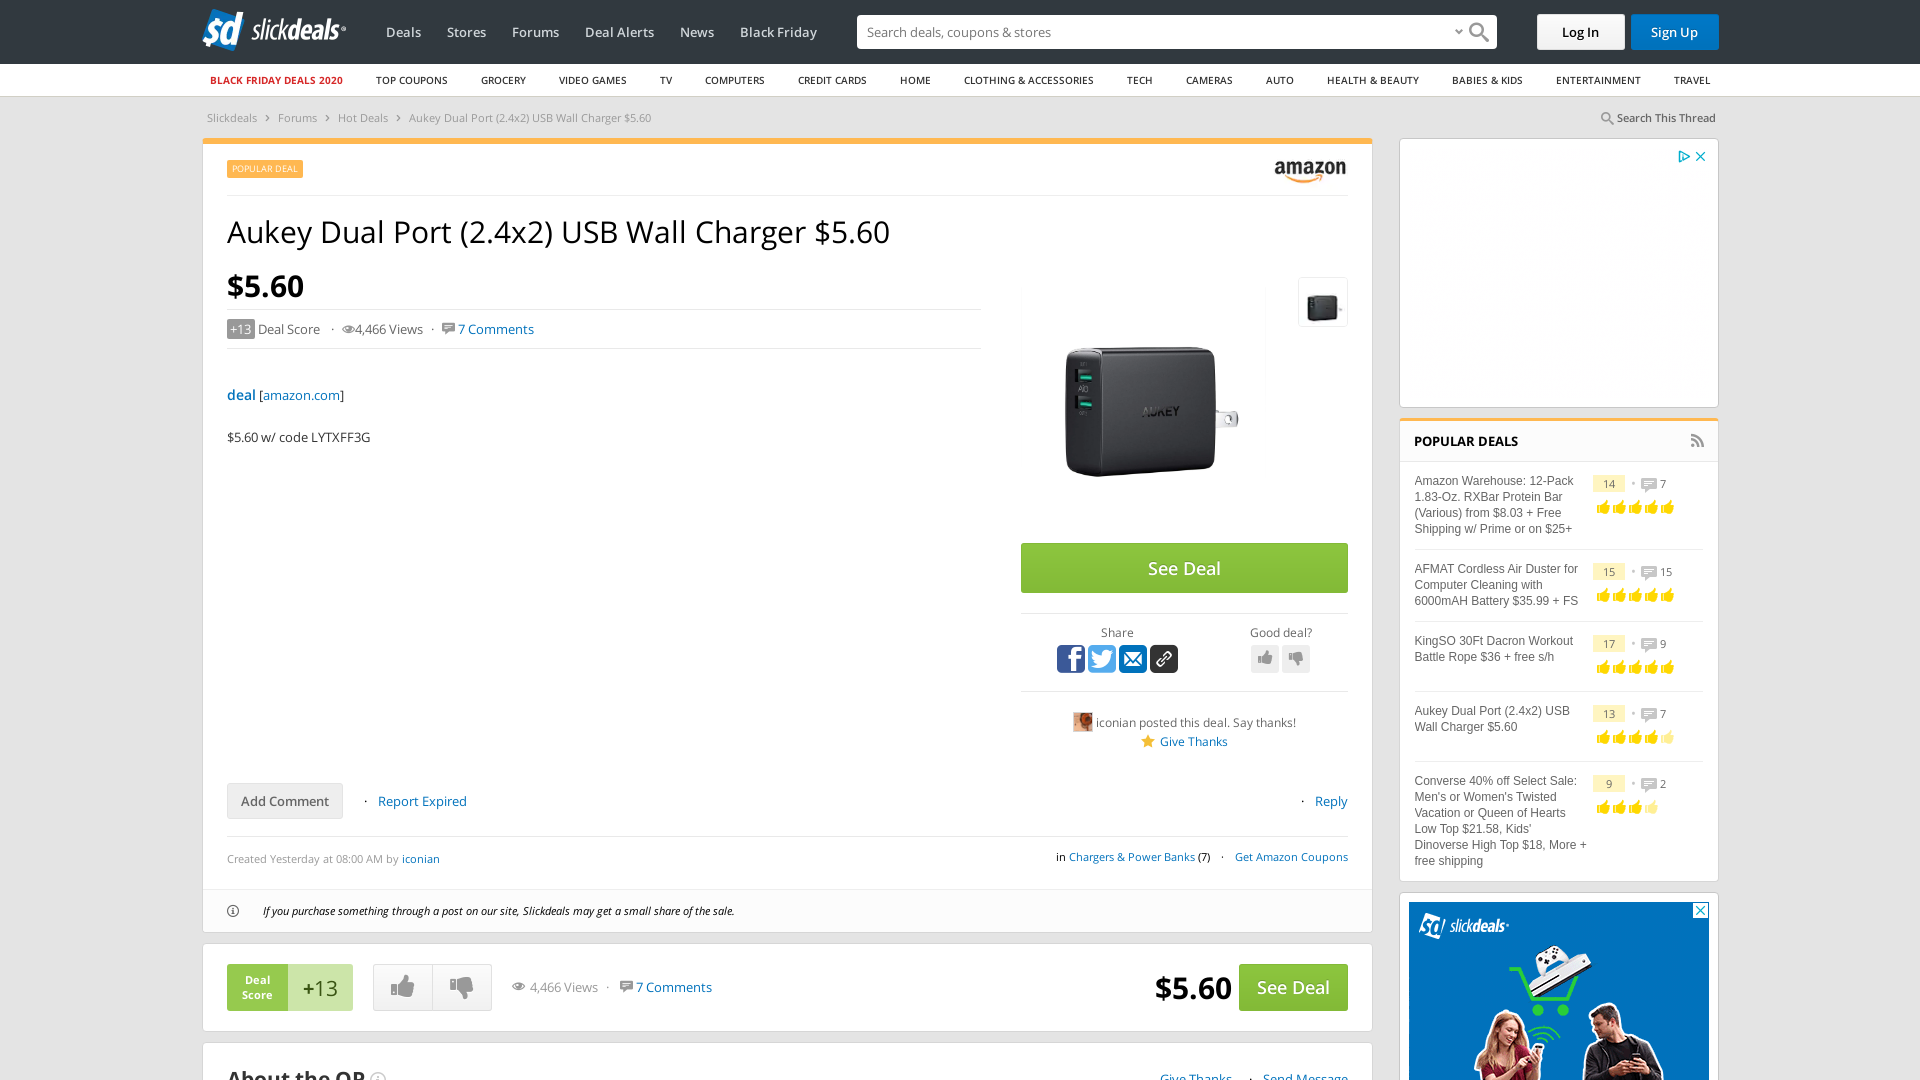 sd slickdeals
Deals
Stores
Forums
Deal Alerts
News
Black Friday
Search deals, coupons & stores
Log In
Sign Up
BLACK FRIDAY DEALS 2020
TOP COUPONS
GROCERY
VIDEO GAMES
TV
COMPUTERS
CREDIT CARDS
HOME
CLOTHING & ACCESSORIES
TECH
CAMERAS
AUTO
HEALTH & BEAUTY
BABIES & KIDS
ENTERTAINMENT
TRAVEL
Slickdeals › Forums › Hot Deals › Aukey Dual Port (2.4x2) USB Wall Charger $5.60
Search This Thread
POPULAR DEAL
amazon
Aukey Dual Port (2.4x2) USB Wall Charger $5.60
$5.60
+13 Deal Score · 4,466 Views · 7 Comments
deal [amazon.com]
$5.60 w/ code LYTXFF3G
AUKEY
See Deal
Share
Good deal?
iconian posted this deal. Say thanks!
Give Thanks
Add Comment
· Report Expired
· Reply
Created Yesterday at 08:00 AM by iconian
in Chargers & Power Banks (7) · Get Amazon Coupons
If you purchase something through a post on our site, Slickdeals may get a small share of the sale.
Deal
Score
+13
4,466 Views · 7 Comments
$5.60
See Deal
About the OP
Give Thanks · Send Message
POPULAR DEALS
Amazon Warehouse: 12-Pack
1.83-Oz. RXBar Protein Bar
(Various) from $8.03 + Free
Shipping w/ Prime or on $25+
14 • 7
AFMAT Cordless Air Duster for
Computer Cleaning with
6000mAH Battery $35.99 + FS
15 • 15
KingSO 30Ft Dacron Workout
Battle Rope $36 + free s/h
17 • 9
Aukey Dual Port (2.4x2) USB
Wall Charger $5.60
13 • 7
Converse 40% off Select Sale:
Men's or Women's Twisted
Vacation or Queen of Hearts
Low Top $21.58, Kids'
Dinoverse High Top $18, More +
free shipping
9 • 2
sd slickdeals